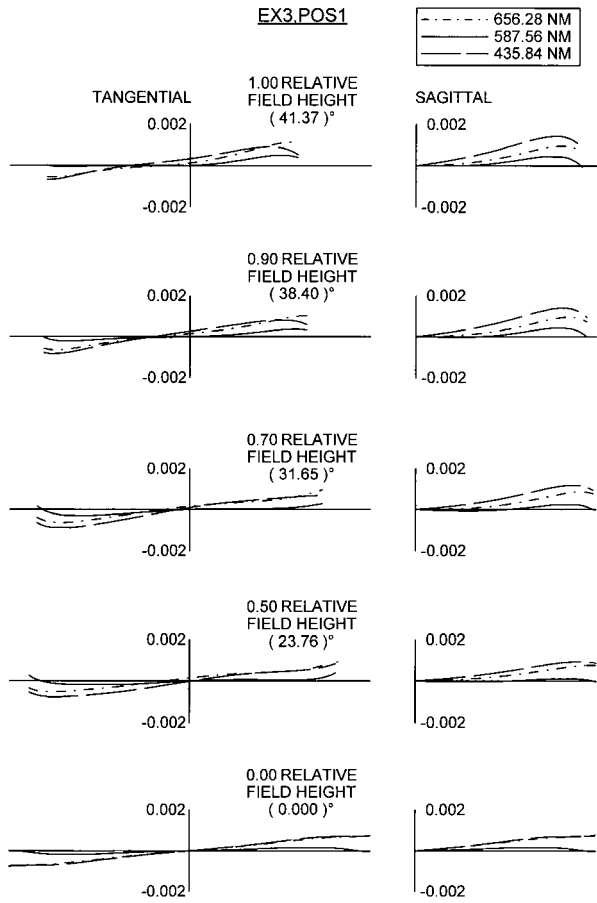 EX3,POS1
656.28 NM
587.56 NM
435.84 NM
TANGENTIAL
1.00 RELATIVE
FIELD HEIGHT
( 41.37 )°
SAGITTAL
0.002
-0.002
0.002
-0.002
0.90 RELATIVE
FIELD HEIGHT
( 38.40 )°
0.002
-0.002
0.002
-0.002
0.70 RELATIVE
FIELD HEIGHT
( 31.65 )°
0.002
-0.002
0.002
-0.002
0.50 RELATIVE
FIELD HEIGHT
( 23.76 )°
0.002
-0.002
0.002
-0.002
0.00 RELATIVE
FIELD HEIGHT
( 0.000 )°
0.002
-0.002
0.002
-0.002